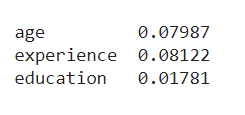 age 0.07987
experience 0.08122
education 0.01781